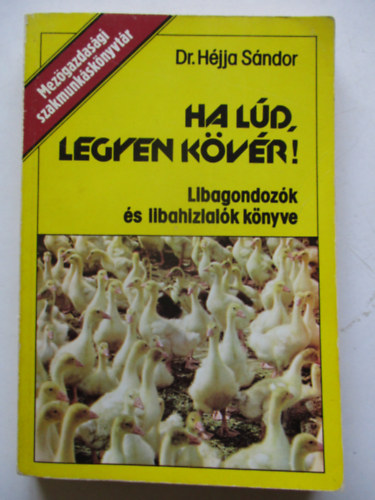 Mezőgazdasági
szakmunkáskönyvtár
Dr. Héjja Sándor
HA LÚD,
LEGYEN KÖVÉR!
Libagondozók
és libahizlalók könyve